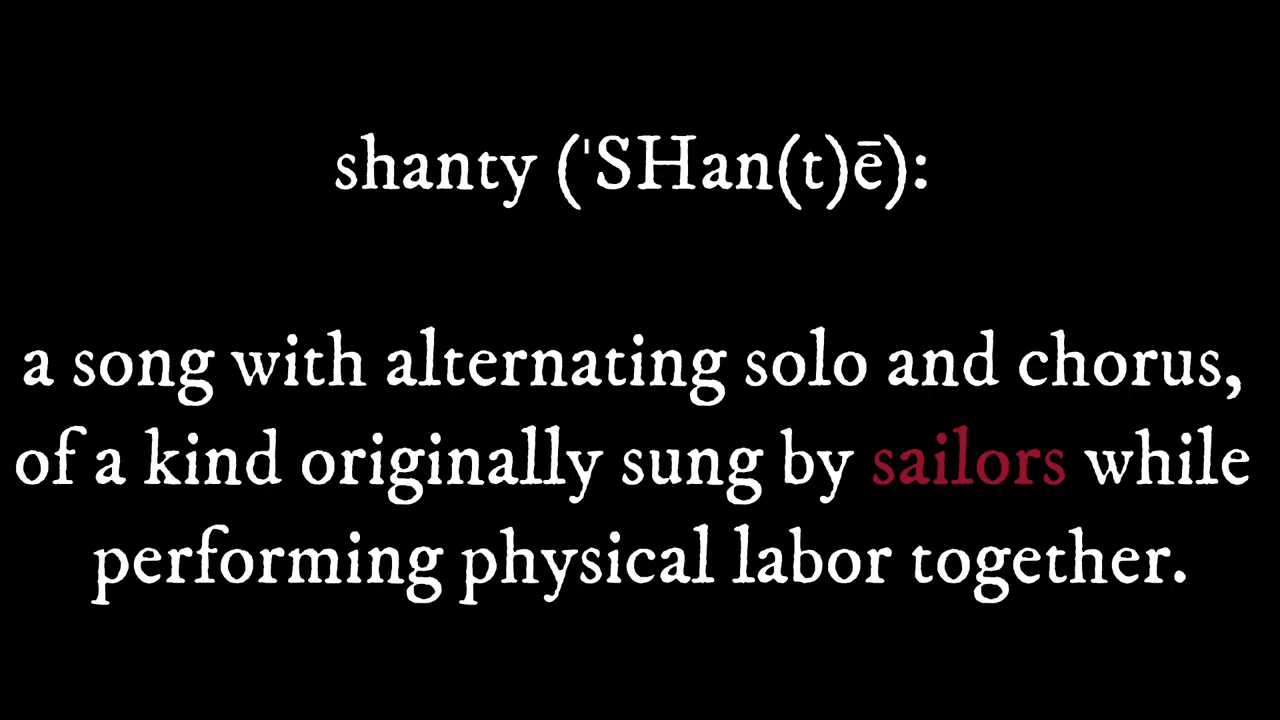 shanty (ˈSHan(t)ē):
a song with alternating solo and chorus,
of a kind originally sung by sailors while
performing physical labor together.